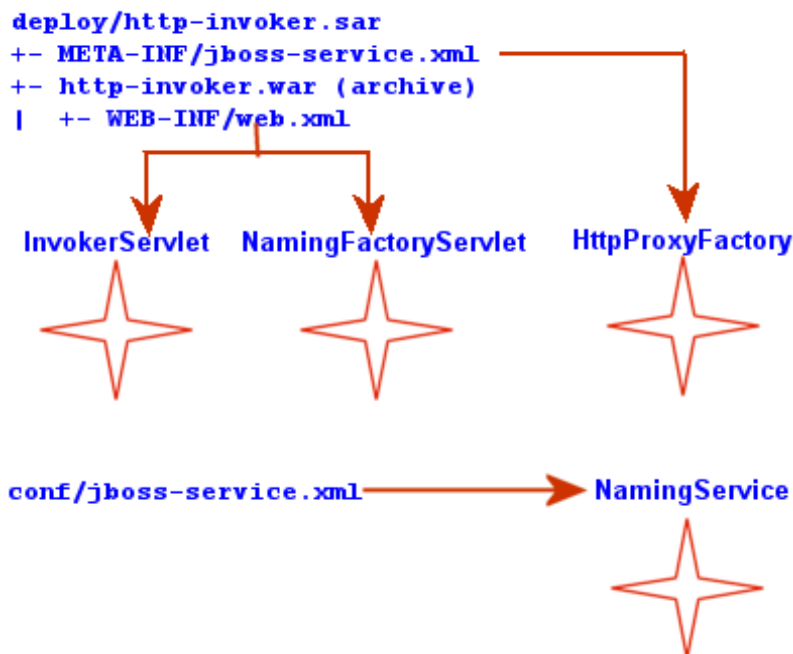 deploy/http-invoker.sar
+- META-INF/jboss-service.xml
+- http-invoker.war (archive)
|  +- WEB-INF/web.xml
InvokerServlet NamingFactoryServlet HttpProxyFactory
conf/jboss-service.xml NamingService